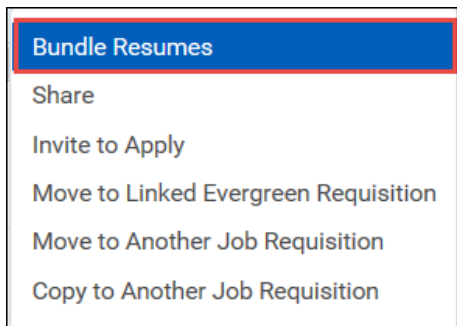 Bundle Resumes
Share
Invite to Apply
Move to Linked Evergreen Requisition
Move to Another Job Requisition
Copy to Another Job Requisition